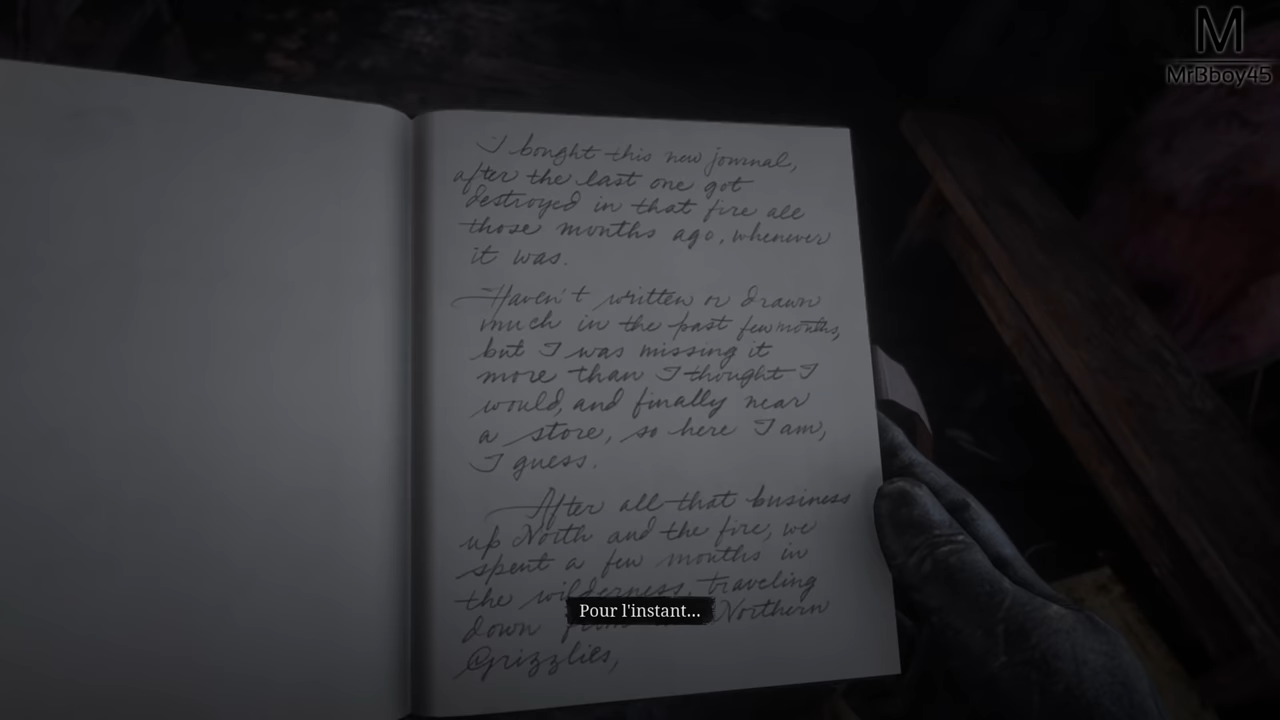 M
MrBboy45
I bought this new journal,
after the last one got
destroyed in that fire all
those months ago, whenever
it was.
Haven't written or drawn
much in the past few months,
but I was missing it
more than I thought I
would, and finally near
a store, so here I am,
I guess.
After all that business
up North and the fire, we
spent a few months in
the wilderness, traveling
down Northern
Pour l'instant...
Grizzlies,